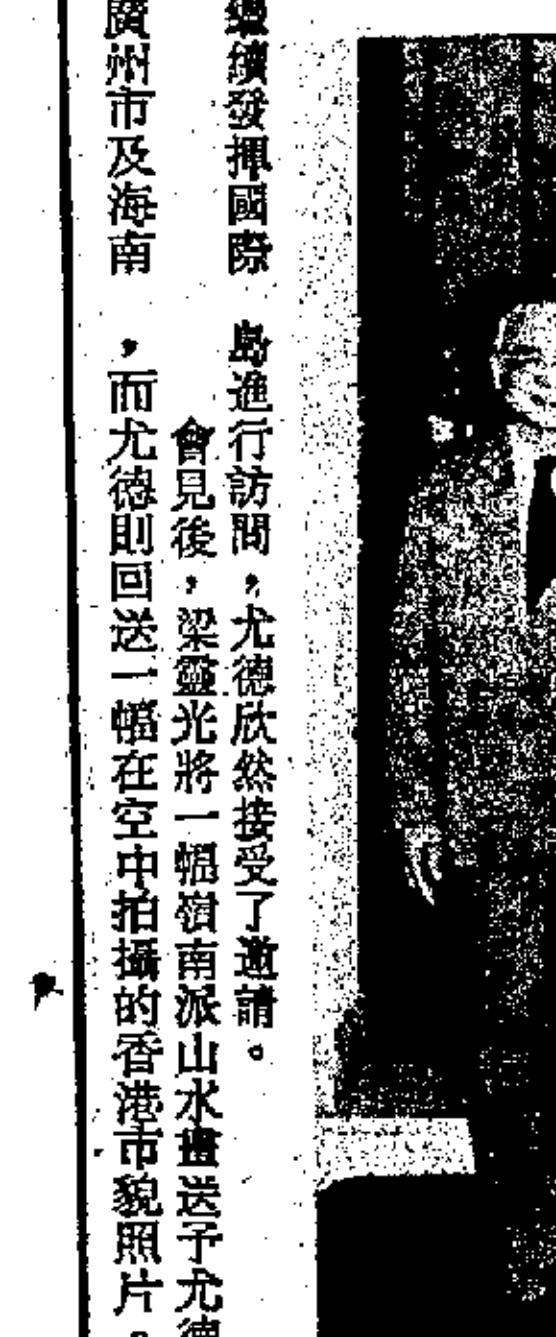 繼續發揮國際
廣州市及海南
島進行訪問，尤德欣然接受了邀請。
會見後，梁靈光將一幅嶺南派山水畫送予尤德
，而尤德則回送一幅在空中拍攝的香港市貌照片。